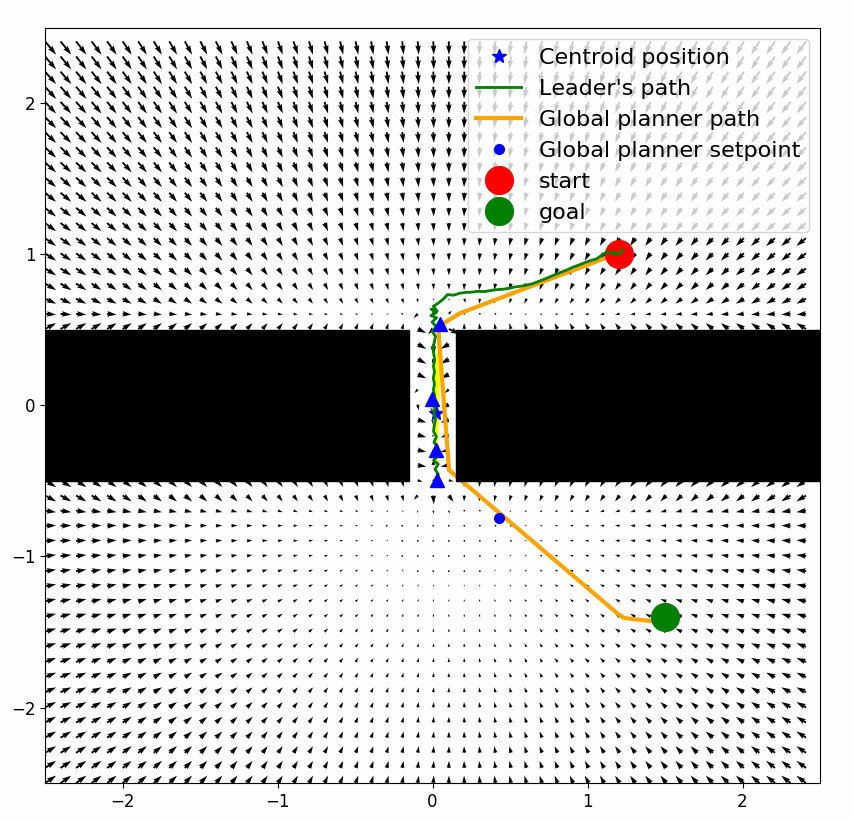 Centroid position
Leader's path
Global planner path
Global planner setpoint
start
goal
2
1
0
−1
−2
−2
−1
0
1
2